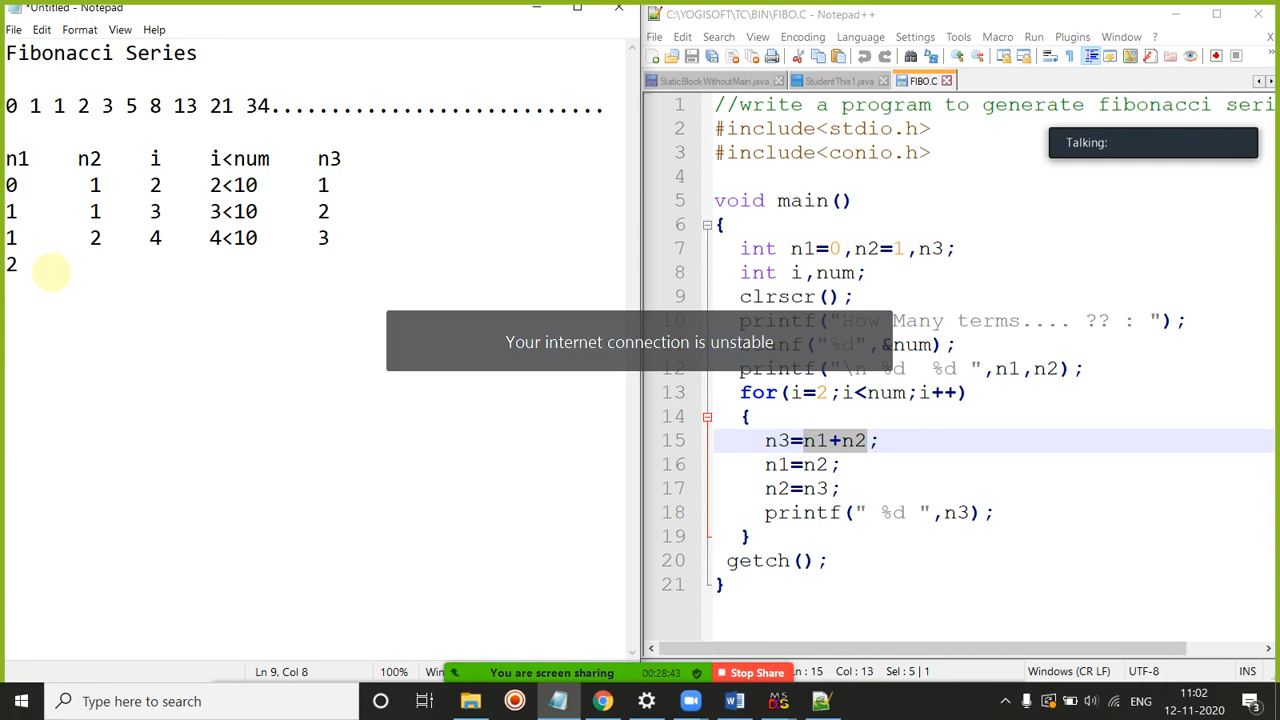 *Untitled - Notepad
File Edit Format View Help
Fibonacci Series
0 1 1 2 3 5 8 13 21 34............................
n1 n2 i i<num n3
0 1 2 2<10 1
1 1 3 3<10 2
1 2 4 4<10 3
2
Ln 9, Col 8 100%
C:\YOGISOFT\TC\BIN\FIBO.C - Notepad++
File Edit Search View Encoding Language Settings Tools Macro Run Plugins Window ? X
StaticBlockWithoutMain.java StudentThis1.java FIBO.C
1 //write a program to generate fibonacci seri
2 #include<stdio.h>
3 #include<conio.h>
4
5 void main()
6 {
7 int n1=0,n2=1,n3;
8 int i,num;
9 clrscr();
10 printf("How Many terms.... ?? : ");
scanf("%d",&num);
12 printf("\n %d %d ",n1,n2);
13 for(i=2;i<num;i++)
14 {
15 n3=n1+n2;
16 n1=n2;
17 n2=n3;
18 printf(" %d ",n3);
19 }
20 getch();
21 }
Talking:
Your internet connection is unstable
You are screen sharing 00:28:43 Stop Share
Col : 13 Sel : 5 | 1 Windows (CR LF) UTF-8 INS
Type here to search
ENG 11:02
12-11-2020
3